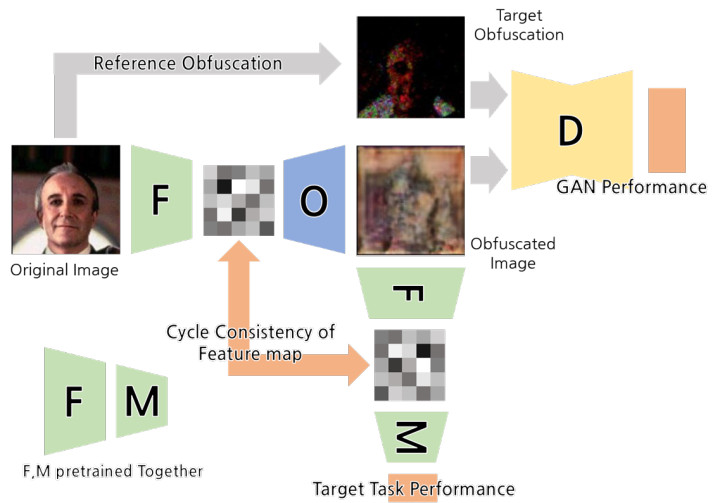 Target
Obfuscation
Reference Obfuscation
D
GAN Performance
F
O
Original Image
Obfuscated
Image
F
Cycle Consistency of
Feature map
F M
M
F,M pretrained Together
Target Task Performance